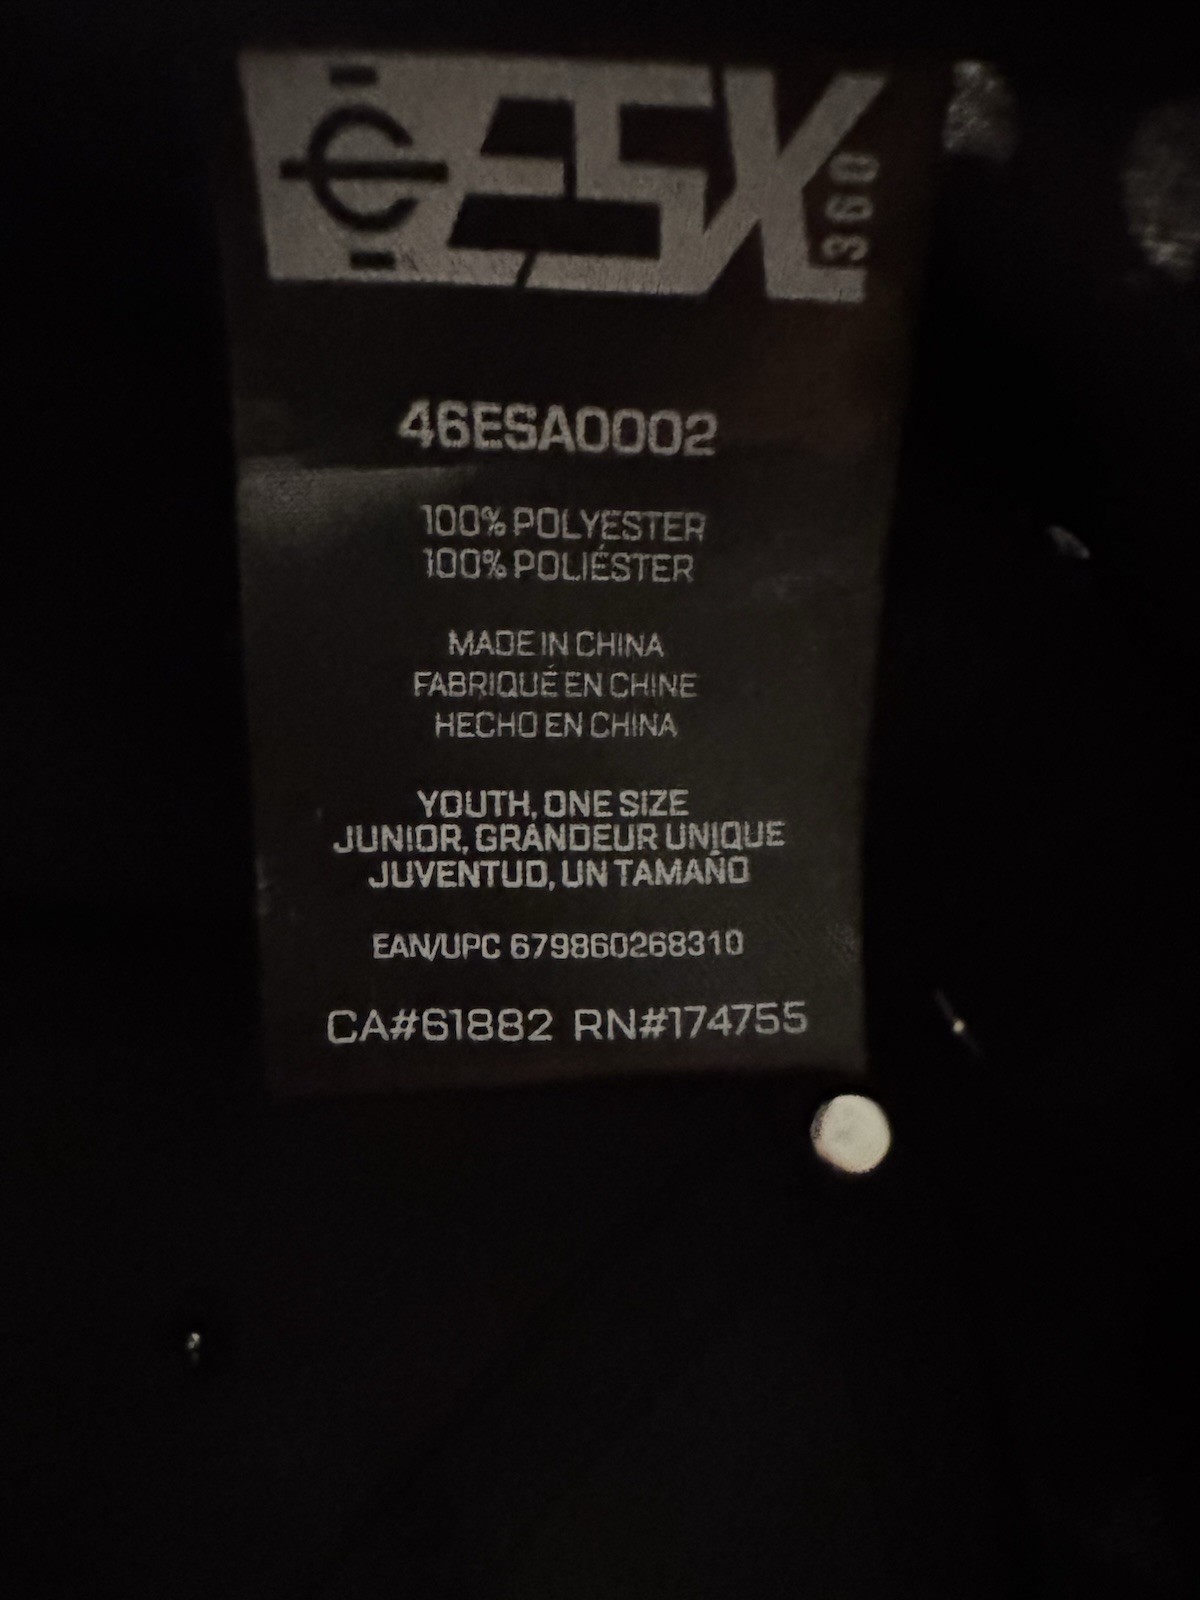 ESX
360
46ESA0002
100% POLYESTER
100% POLIÉSTER
MADE IN CHINA
FABRIQUÉ EN CHINE
HECHO EN CHINA
YOUTH, ONE SIZE
JUNIOR, GRANDEUR UNIQUE
JUVENTUD, UN TAMAÑO
EAN/UPC 679860268310
CA#61882 RN#174755